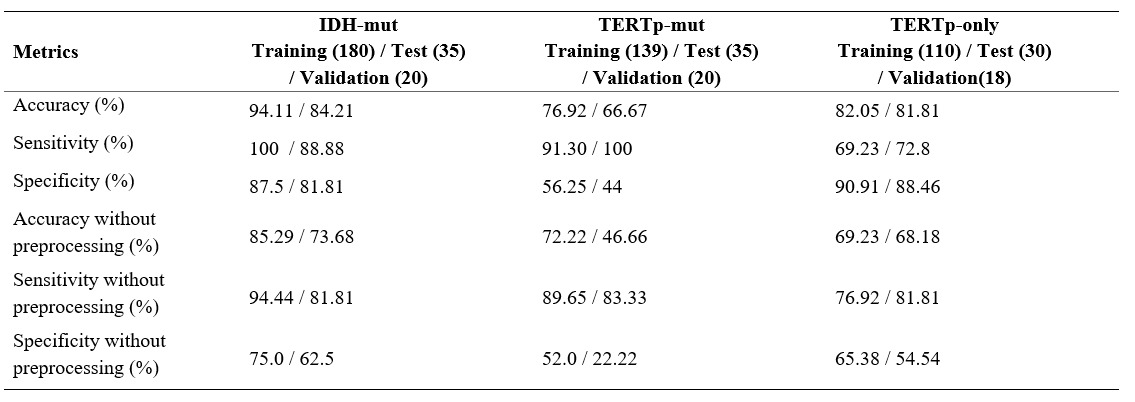 Metrics IDH-mut TERTp-mut TERTp-only
Training (180) / Test (35) Training (139) / Test (35) Training (110) / Test (30)
/ Validation (20) / Validation (20) / Validation(18)
Accuracy (%) 94.11 / 84.21 76.92 / 66.67 82.05 / 81.81
Sensitivity (%) 100 / 88.88 91.30 / 100 69.23 / 72.8
Specificity (%) 87.5 / 81.81 56.25 / 44 90.91 / 88.46
Accuracy without
preprocessing (%) 85.29 / 73.68 72.22 / 46.66 69.23 / 68.18
Sensitivity without
preprocessing (%) 94.44 / 81.81 89.65 / 83.33 76.92 / 81.81
Specificity without
preprocessing (%) 75.0 / 62.5 52.0 / 22.22 65.38 / 54.54